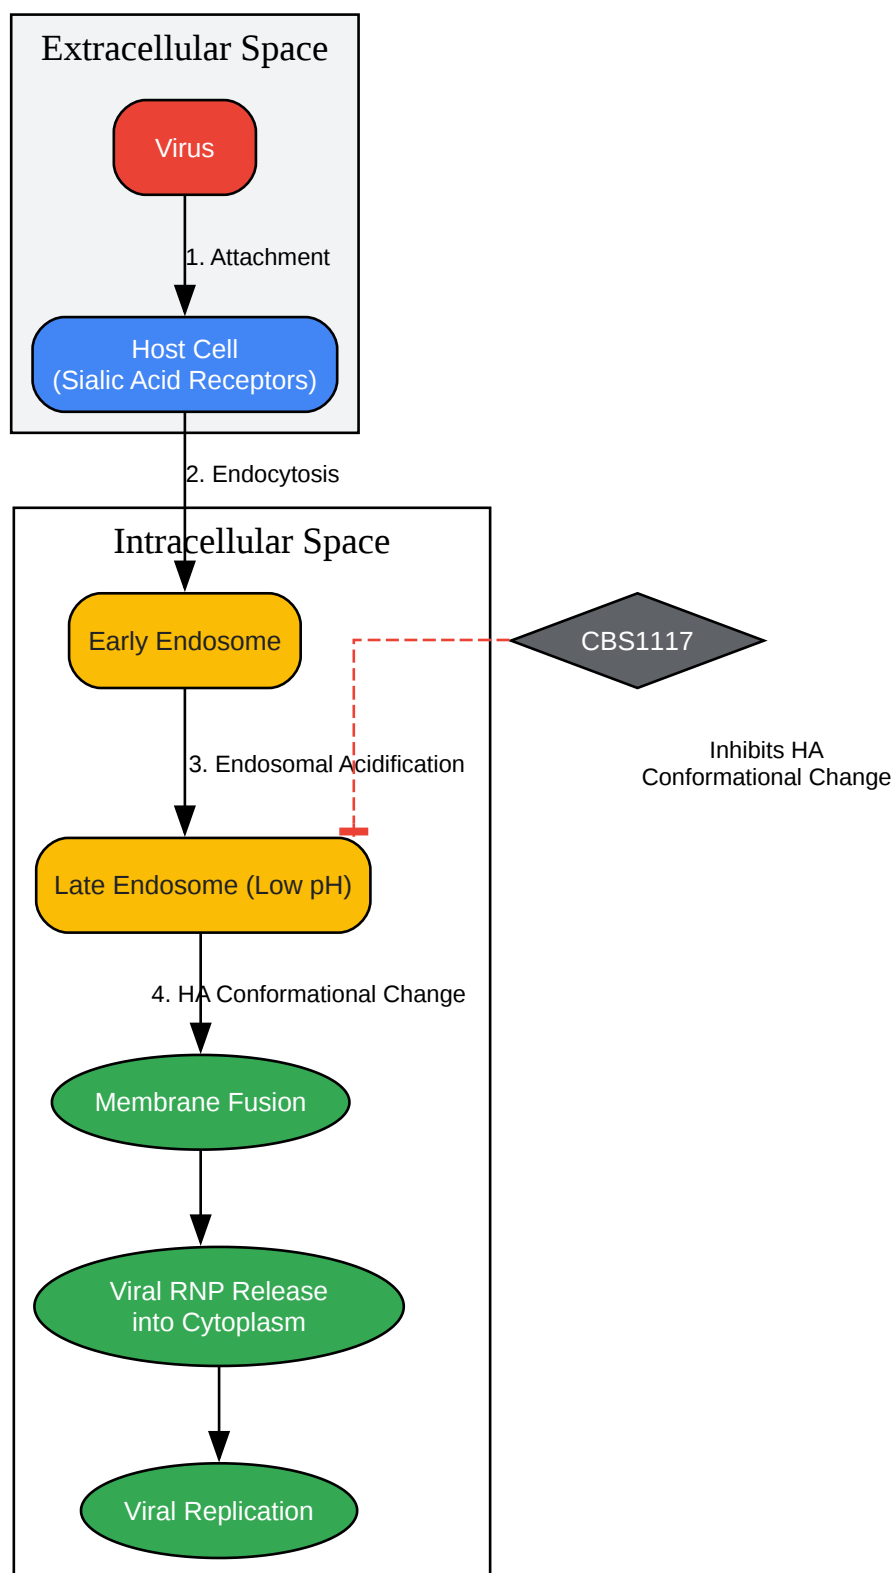 Extracellular Space
Virus
1. Attachment
Host Cell
(Sialic Acid Receptors)
2. Endocytosis
Intracellular Space
Early Endosome
CBS1117
3. Endosomal Acidification
Inhibits HA
Conformational Change
Late Endosome (Low pH)
4. HA Conformational Change
Membrane Fusion
Viral RNP Release
into Cytoplasm
Viral Replication